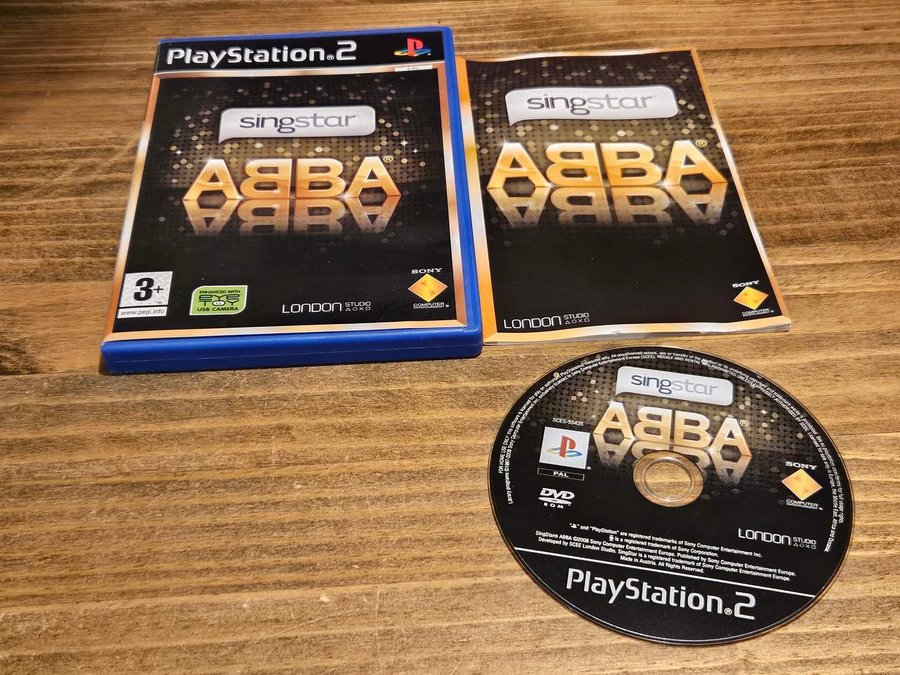 PlayStation®2
PAL
singstar
ABBA®
3+
www.pegi.info
ENHANCED WITH
EYE TOY
USB CAMERA
LONDON STUDIO
SONY
COMPUTER ENTERTAINMENT
singstar
ABBA®
LONDON STUDIO
SONY
COMPUTER ENTERTAINMENT
singstar
ABBA®
SCES-55435
PAL
DVD
ROM
SONY
COMPUTER ENTERTAINMENT
LONDON STUDIO
and "PlayStation" are registered trademarks of Sony Computer Entertainment Inc.
is a registered trademark of Sony Corporation.
SingStar ABBA ©2008 Sony Computer Entertainment Europe. Published by Sony Computer Entertainment Europe.
Developed by SCEE London Studio. SingStar is a registered trademark of Sony Computer Entertainment Europe.
Made in Austria. All Rights Reserved.
PlayStation®2